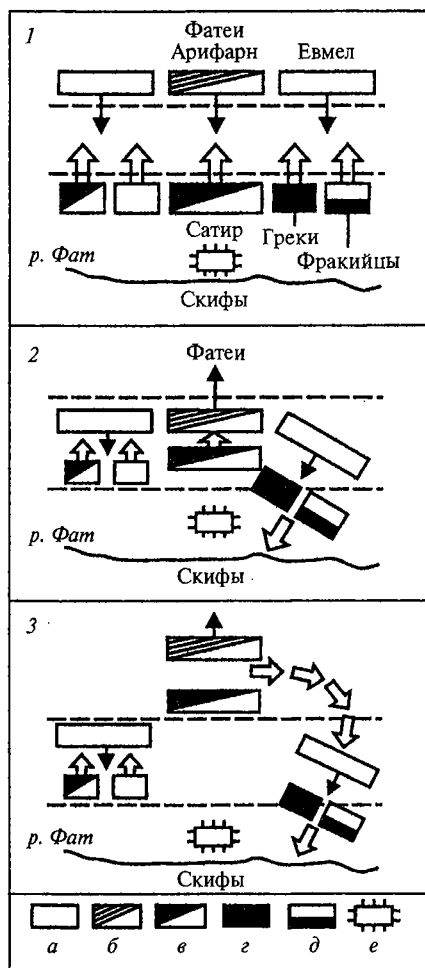 1
Фатеи
Арифарн
Евмел
Сатир
Греки
Фракийцы
р. Фат
Скифы
2
Фатеи
р. Фат
Скифы
3
р. Фат
Скифы
а б в г д е